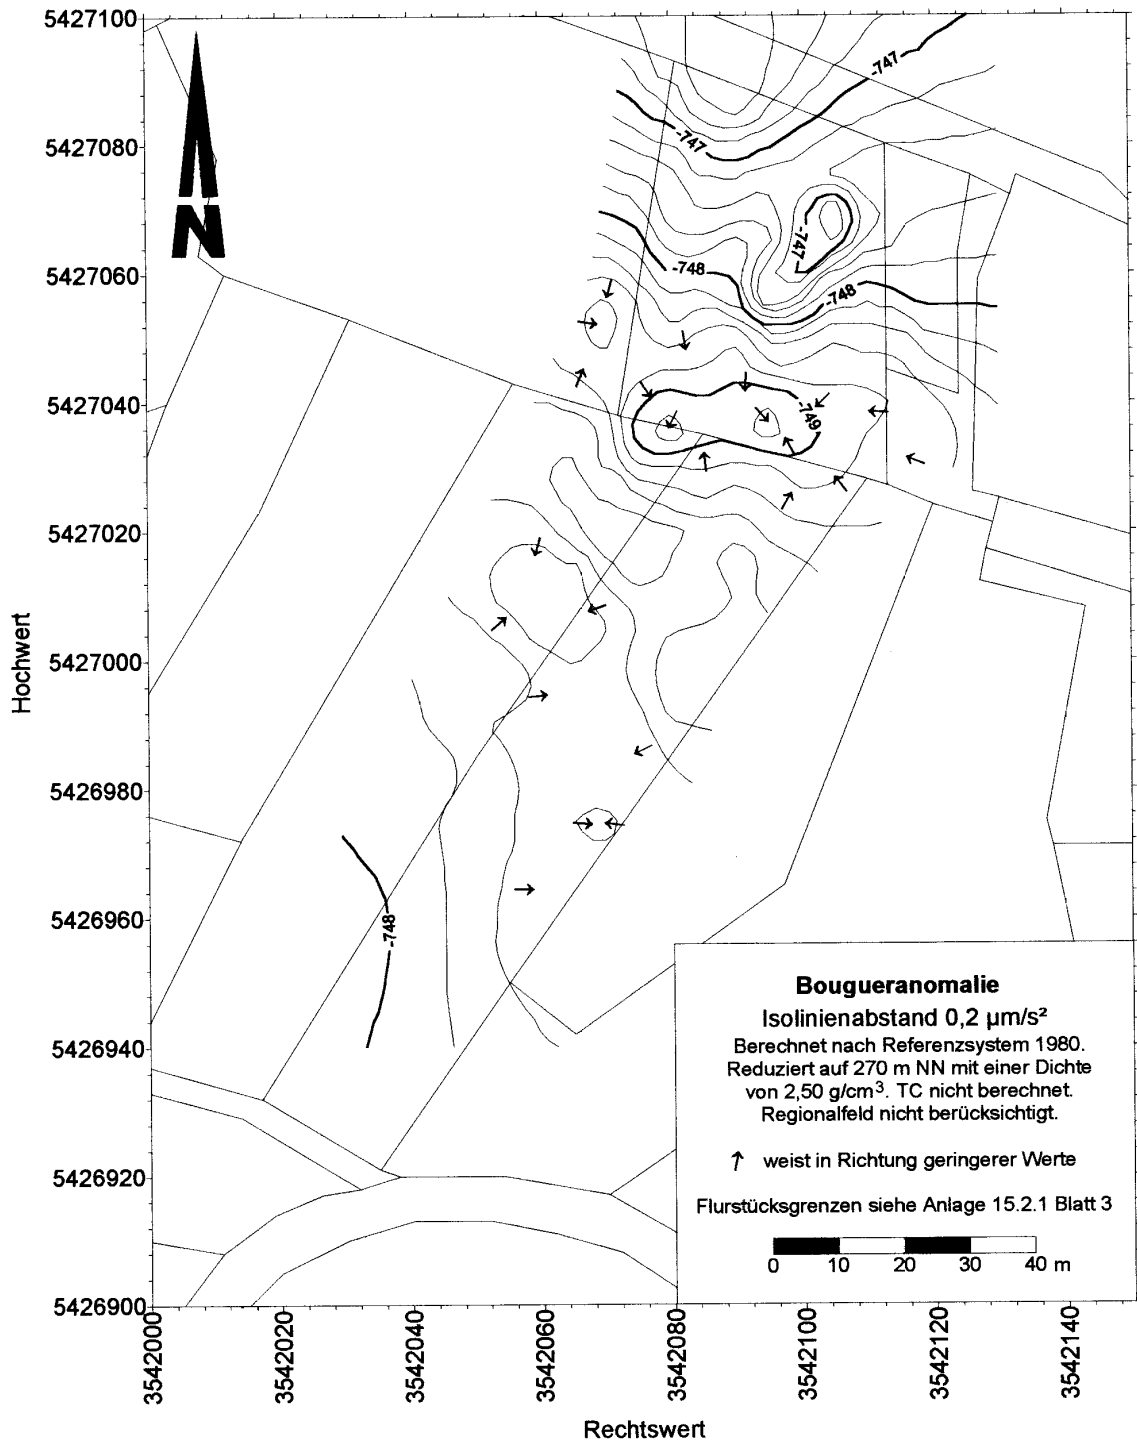 5427100
5427080
5427060
5427040
5427020
5427000
5426980
5426960
5426940
5426920
5426900
Hochwert
N
-747
-747
-747
-748
-748
-749
-748
Bougueranomalie
Isolinienabstand 0,2 µm/s²
Berechnet nach Referenzsystem 1980.
Reduziert auf 270 m NN mit einer Dichte
von 2,50 g/cm³. TC nicht berechnet.
Regionalfeld nicht berücksichtigt.
↑ weist in Richtung geringerer Werte
Flurstücksgrenzen siehe Anlage 15.2.1 Blatt 3
0 10 20 30 40 m
3542000
3542020
3542040
3542060
3542080
3542100
3542120
3542140
Rechtswert